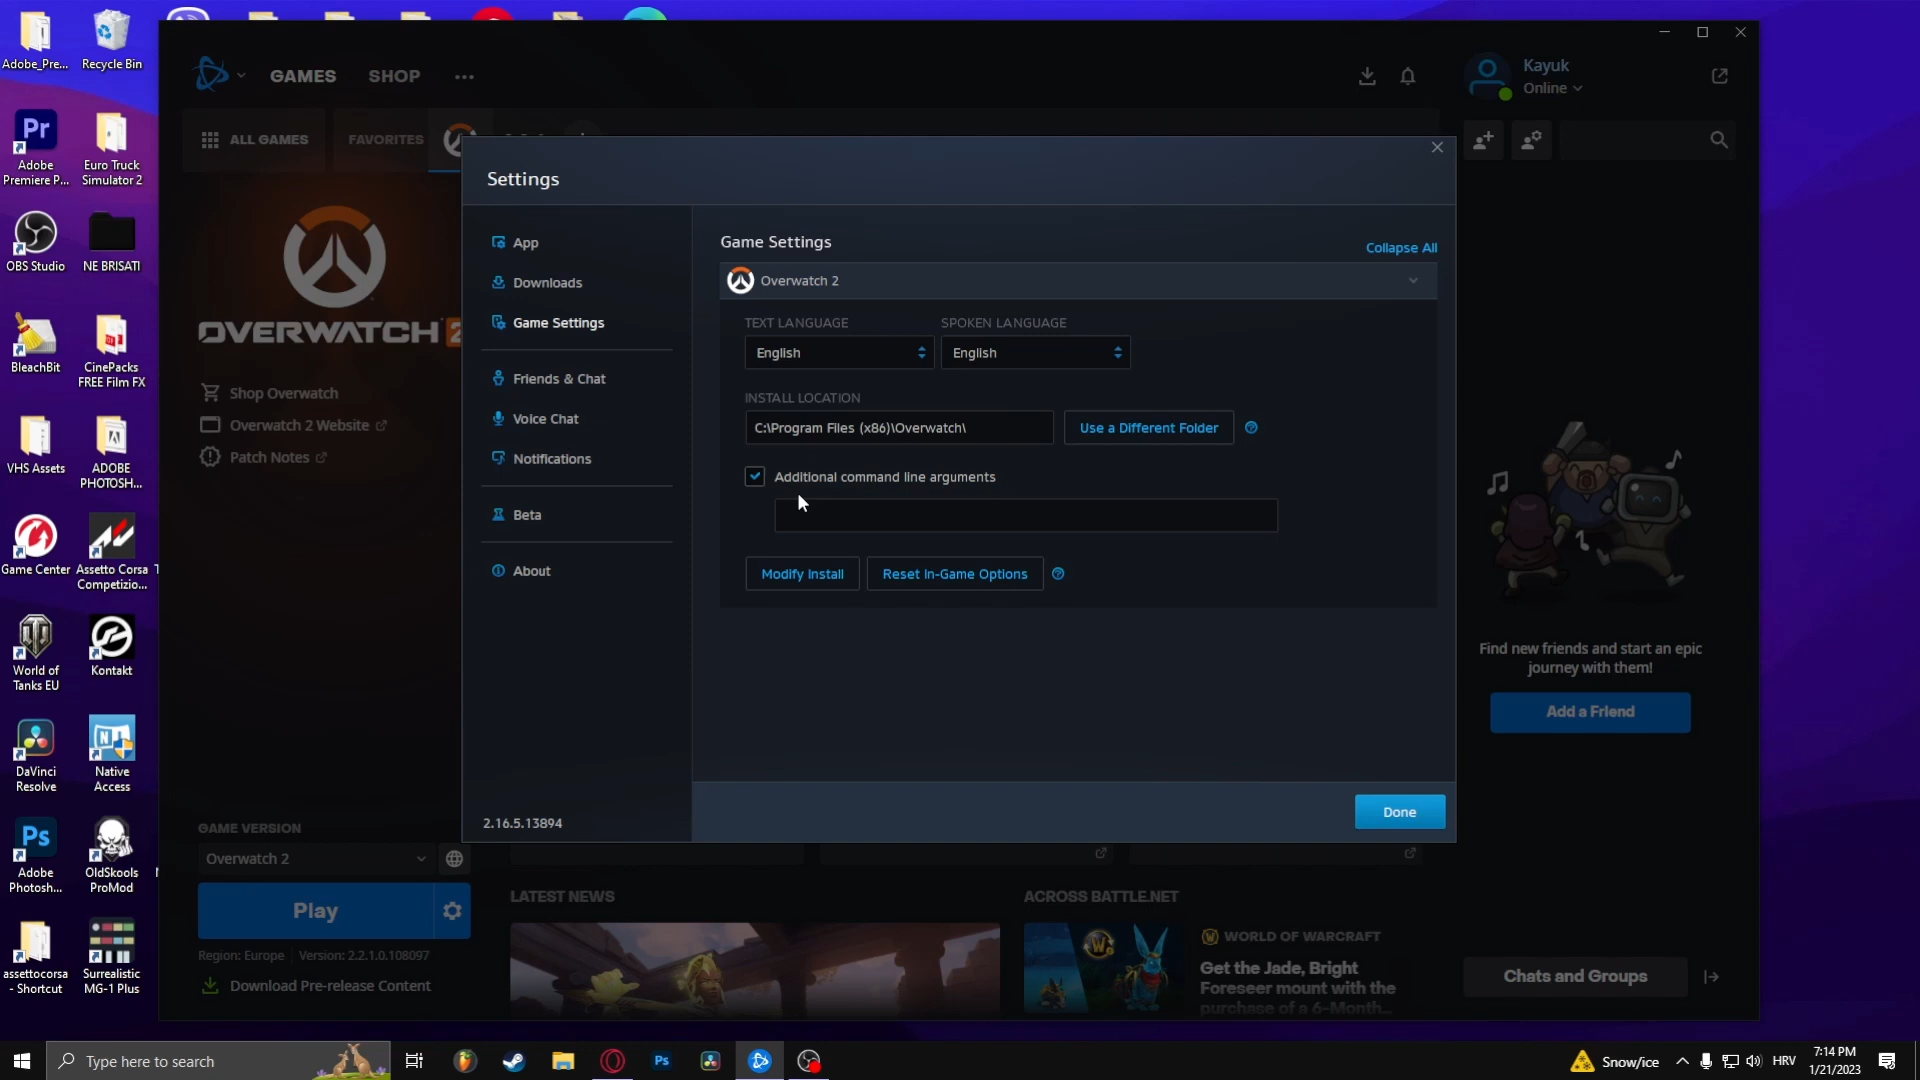 Adobe_Pre...
Recycle Bin
Adobe
Premiere P...
Euro Truck
Simulator 2
OBS Studio
NE BRISATI
BleachBit
CinePacks
FREE Film FX
VHS Assets
ADOBE
PHOTOSH...
Game Center
Assetto Corsa
Competizio...
World of
Tanks EU
Kontakt
DaVinci
Resolve
Native
Access
Adobe
Photosh...
OldSkools
ProMod
assettocorsa
- Shortcut
Surrealistic
MG-1 Plus
GAMES
SHOP
Kayuk
Online
ALL GAMES
FAVORITES
OVERWATCH 2
Shop Overwatch
Overwatch 2 Website
Patch Notes
Settings
App
Downloads
Game Settings
Friends & Chat
Voice Chat
Notifications
Beta
About
2.16.5.13894
Game Settings
Collapse All
Overwatch 2
TEXT LANGUAGE
SPOKEN LANGUAGE
English
English
INSTALL LOCATION
C:\Program Files (x86)\Overwatch\
Use a Different Folder
Additional command line arguments
Modify Install
Reset In-Game Options
Done
Find new friends and start an epic
journey with them!
Add a Friend
GAME VERSION
Overwatch 2
Play
Region: Europe
Version: 2.2.1.0.108097
Download Pre-release Content
LATEST NEWS
ACROSS BATTLE.NET
WORLD OF WARCRAFT
Get the Jade, Bright
Foreseer mount with the
purchase of a 6-Month...
Chats and Groups
Type here to search
Snow/ice
HRV
7:14 PM
1/21/2023